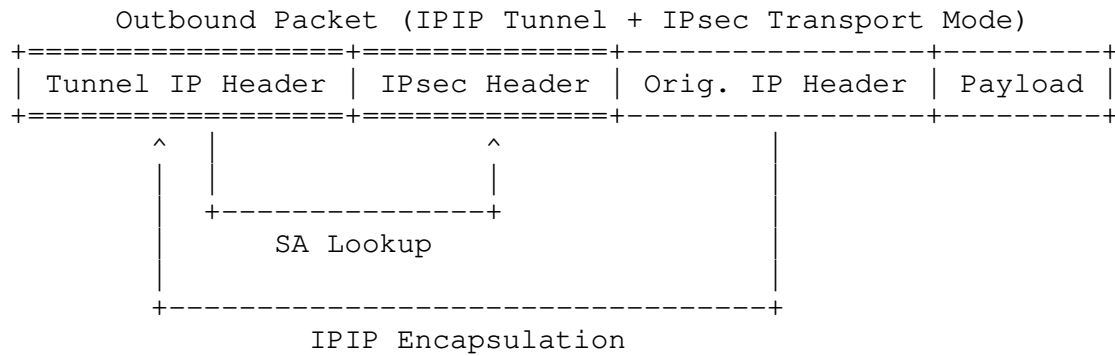 Outbound Packet (IPIP Tunnel + IPsec Transport Mode)
Tunnel IP Header | IPsec Header | Orig. IP Header | Payload
SA Lookup
IPIP Encapsulation